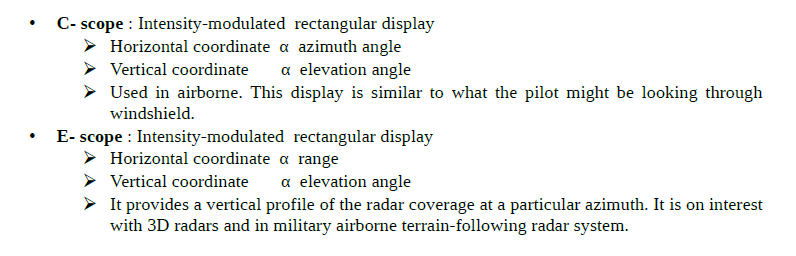 • C- scope : Intensity-modulated rectangular display
➢ Horizontal coordinate α azimuth angle
➢ Vertical coordinate α elevation angle
➢ Used in airborne. This display is similar to what the pilot might be looking through
windshield.
• E- scope : Intensity-modulated rectangular display
➢ Horizontal coordinate α range
➢ Vertical coordinate α elevation angle
➢ It provides a vertical profile of the radar coverage at a particular azimuth. It is on interest
with 3D radars and in military airborne terrain-following radar system.